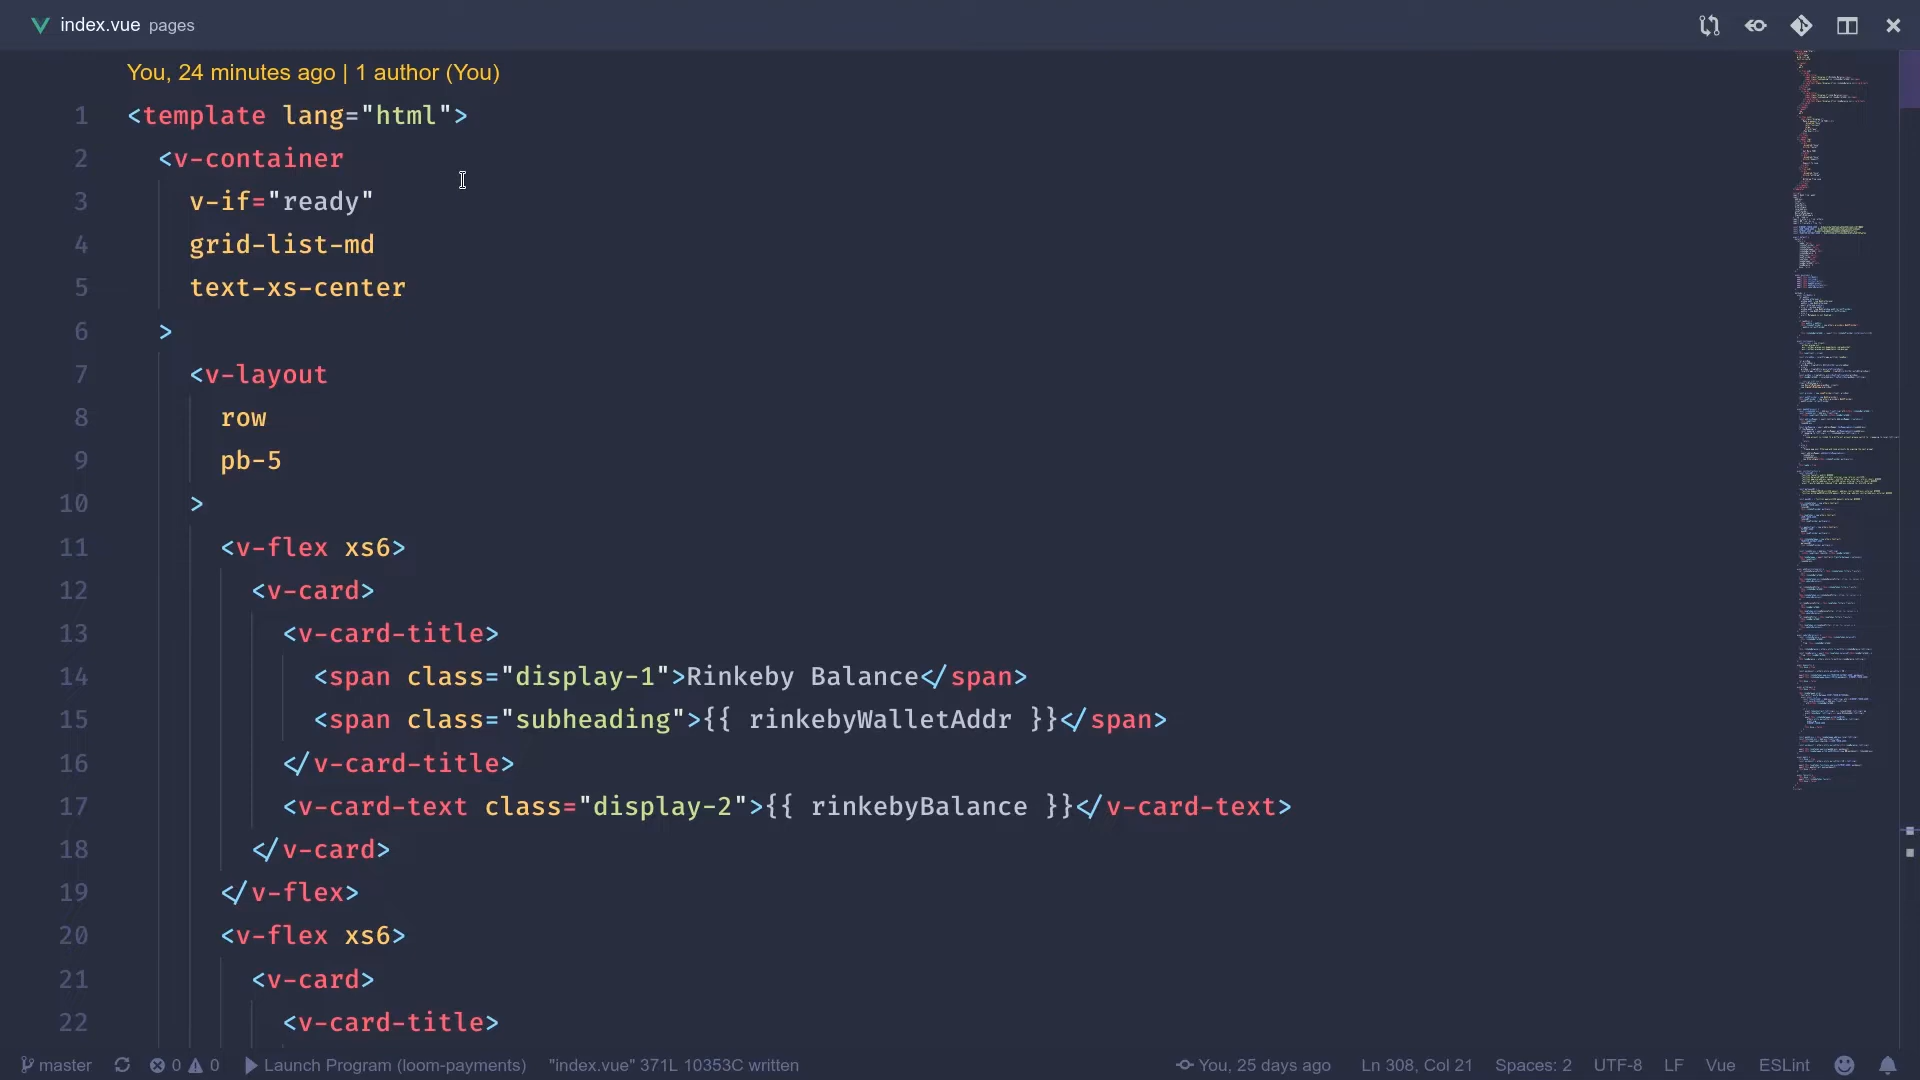 index.vue pages
You, 24 minutes ago | 1 author (You)
1 <template lang="html">
2 <v-container
3 v-if="ready"
4 grid-list-md
5 text-xs-center
6 >
7 <v-layout
8 row
9 pb-5
10 >
11 <v-flex xs6>
12 <v-card>
13 <v-card-title>
14 <span class="display-1">Rinkeby Balance</span>
15 <span class="subheading">{{ rinkebyWalletAddr }}</span>
16 </v-card-title>
17 <v-card-text class="display-2">{{ rinkebyBalance }}</v-card-text>
18 </v-card>
19 </v-flex>
20 <v-flex xs6>
21 <v-card>
22 <v-card-title>
master 0 0 Launch Program (loom-payments) "index.vue" 371L 10353C written You, 25 days ago Ln 308, Col 21 Spaces: 2 UTF-8 LF Vue ESLint